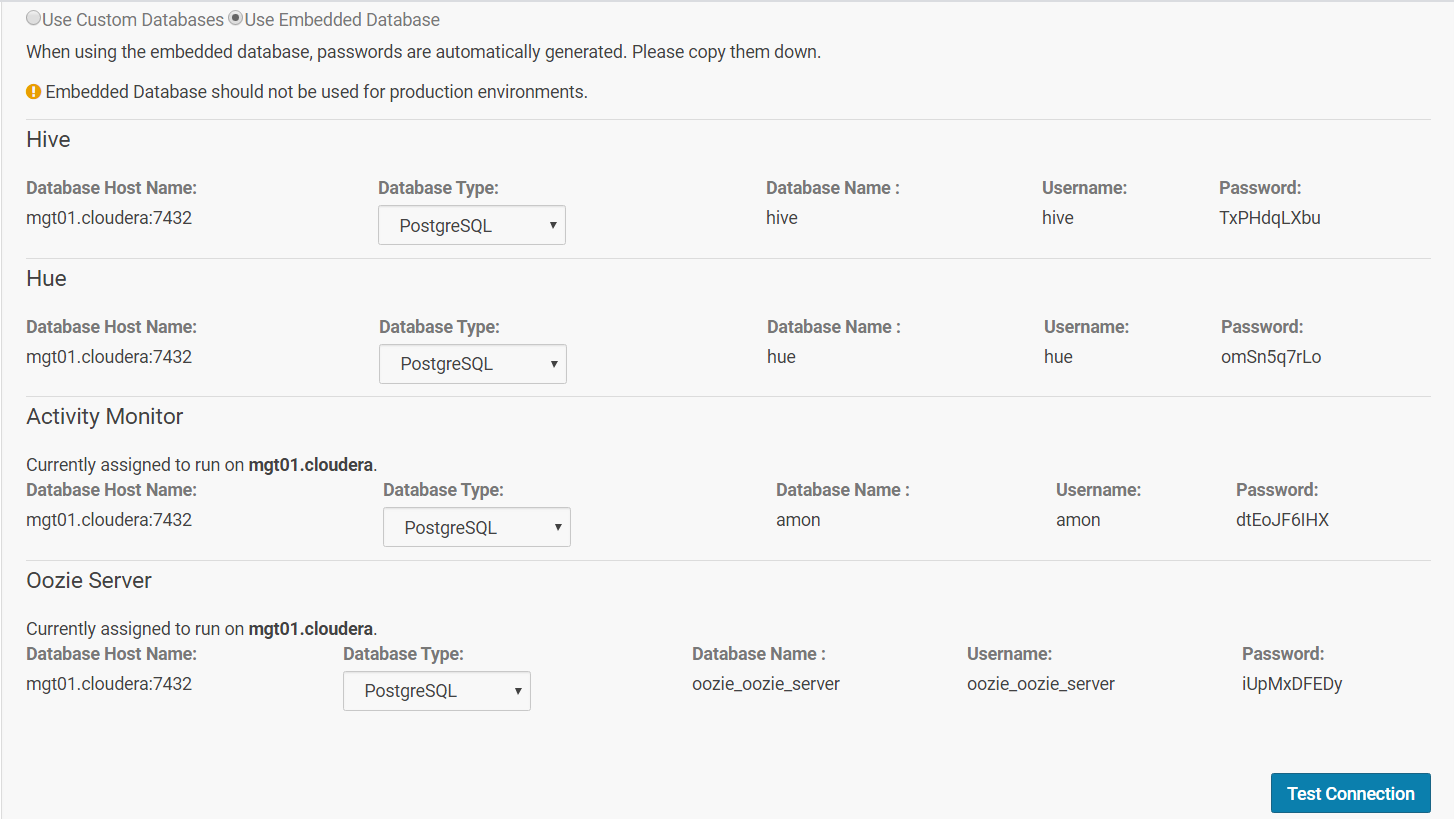 Use Custom Databases Use Embedded Database
When using the embedded database, passwords are automatically generated. Please copy them down.
Embedded Database should not be used for production environments.
Hive
Database Host Name: Database Type: Database Name : Username: Password:
mgt01.cloudera:7432 PostgreSQL hive hive TxPHdqLXbu
Hue
Database Host Name: Database Type: Database Name : Username: Password:
mgt01.cloudera:7432 PostgreSQL hue hue omSn5q7rLo
Activity Monitor
Currently assigned to run on mgt01.cloudera.
Database Host Name: Database Type: Database Name : Username: Password:
mgt01.cloudera:7432 PostgreSQL amon amon dtEoJF6IHX
Oozie Server
Currently assigned to run on mgt01.cloudera.
Database Host Name: Database Type: Database Name : Username: Password:
mgt01.cloudera:7432 PostgreSQL oozie_oozie_server oozie_oozie_server iUpMxDFEDy
Test Connection